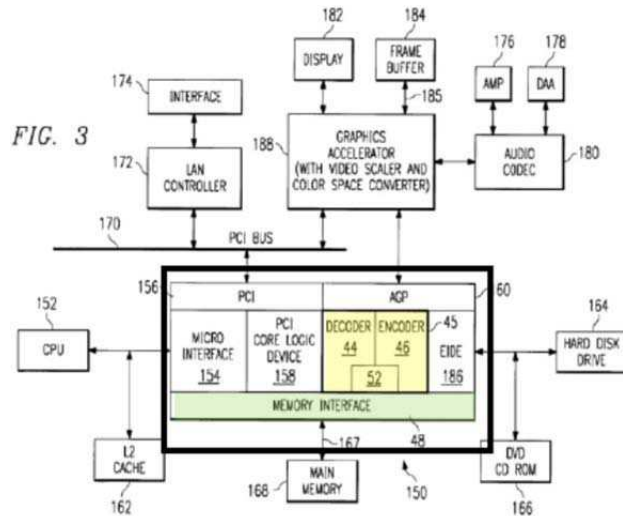 182
184
176
178
DISPLAY
FRAME
BUFFER
174
185
AMP
DAA
INTERFACE
FIG. 3
188
GRAPHICS
ACCELERATOR
(WITH VIDEO SCALER AND
COLOR SPACE
CONVERTER)
172
LAN
CONTROLLER
AUDIO
CODEC
180
170
PCI BUS
156
PCI
AGP
60
152
164
CPU
MICRO
INTERFACE
154
PCI
CORE LOGIC
DEVICE
158
DECODER
44
ENCODER
46
45
52
EIDE
186
HARD DISK
DRIVE
MEMORY INTERFACE
167
48
L2
CACHE
162
168
MAIN
MEMORY
150
DVD
CD ROM
166